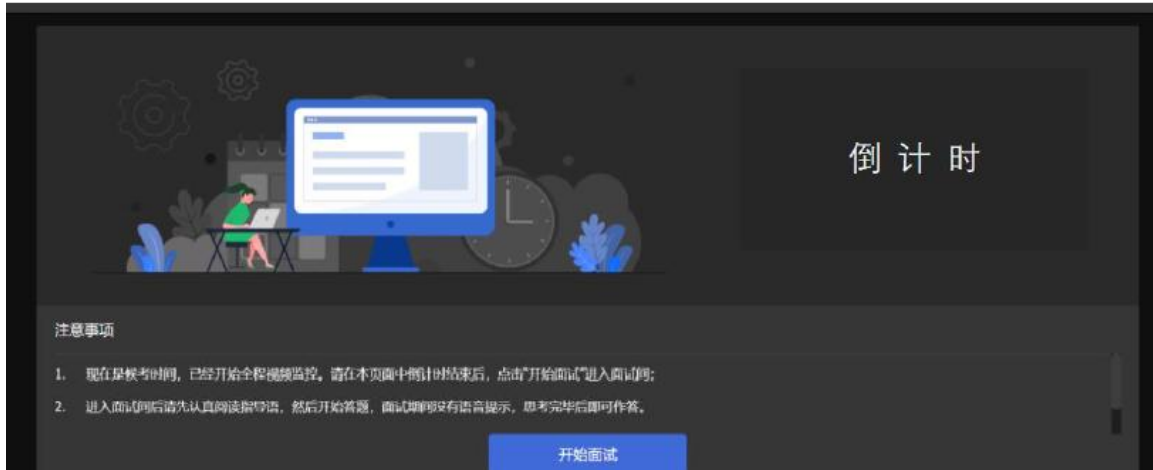 倒计时
注意事项
1. 现在是候考时间，已经开始全程视频监控。请在本页面中倒计时结束后，点击"开始面试"进入面试间；
2. 进入面试间后请先认真阅读指导语，然后开始答题，面试期间没有语音提示，思考完毕后即可作答。
开始面试